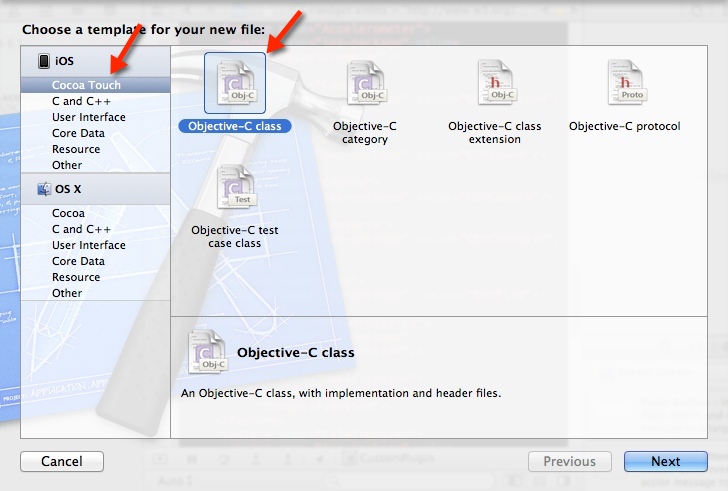 Choose a template for your new file:
iOS
Cocoa Touch
C and C++
User Interface
Core Data
Resource
Other
OS X
Cocoa
C and C++
User Interface
Core Data
Resource
Other
Obj-C
Objective-C class
Obj-C
Objective-C
category
Objective-C class
extension
Proto
Objective-C protocol
Test
Objective-C test
case class
Obj-C
Objective-C class
An Objective-C class, with implementation and header files.
Cancel
Previous
Next
CustomPlugin